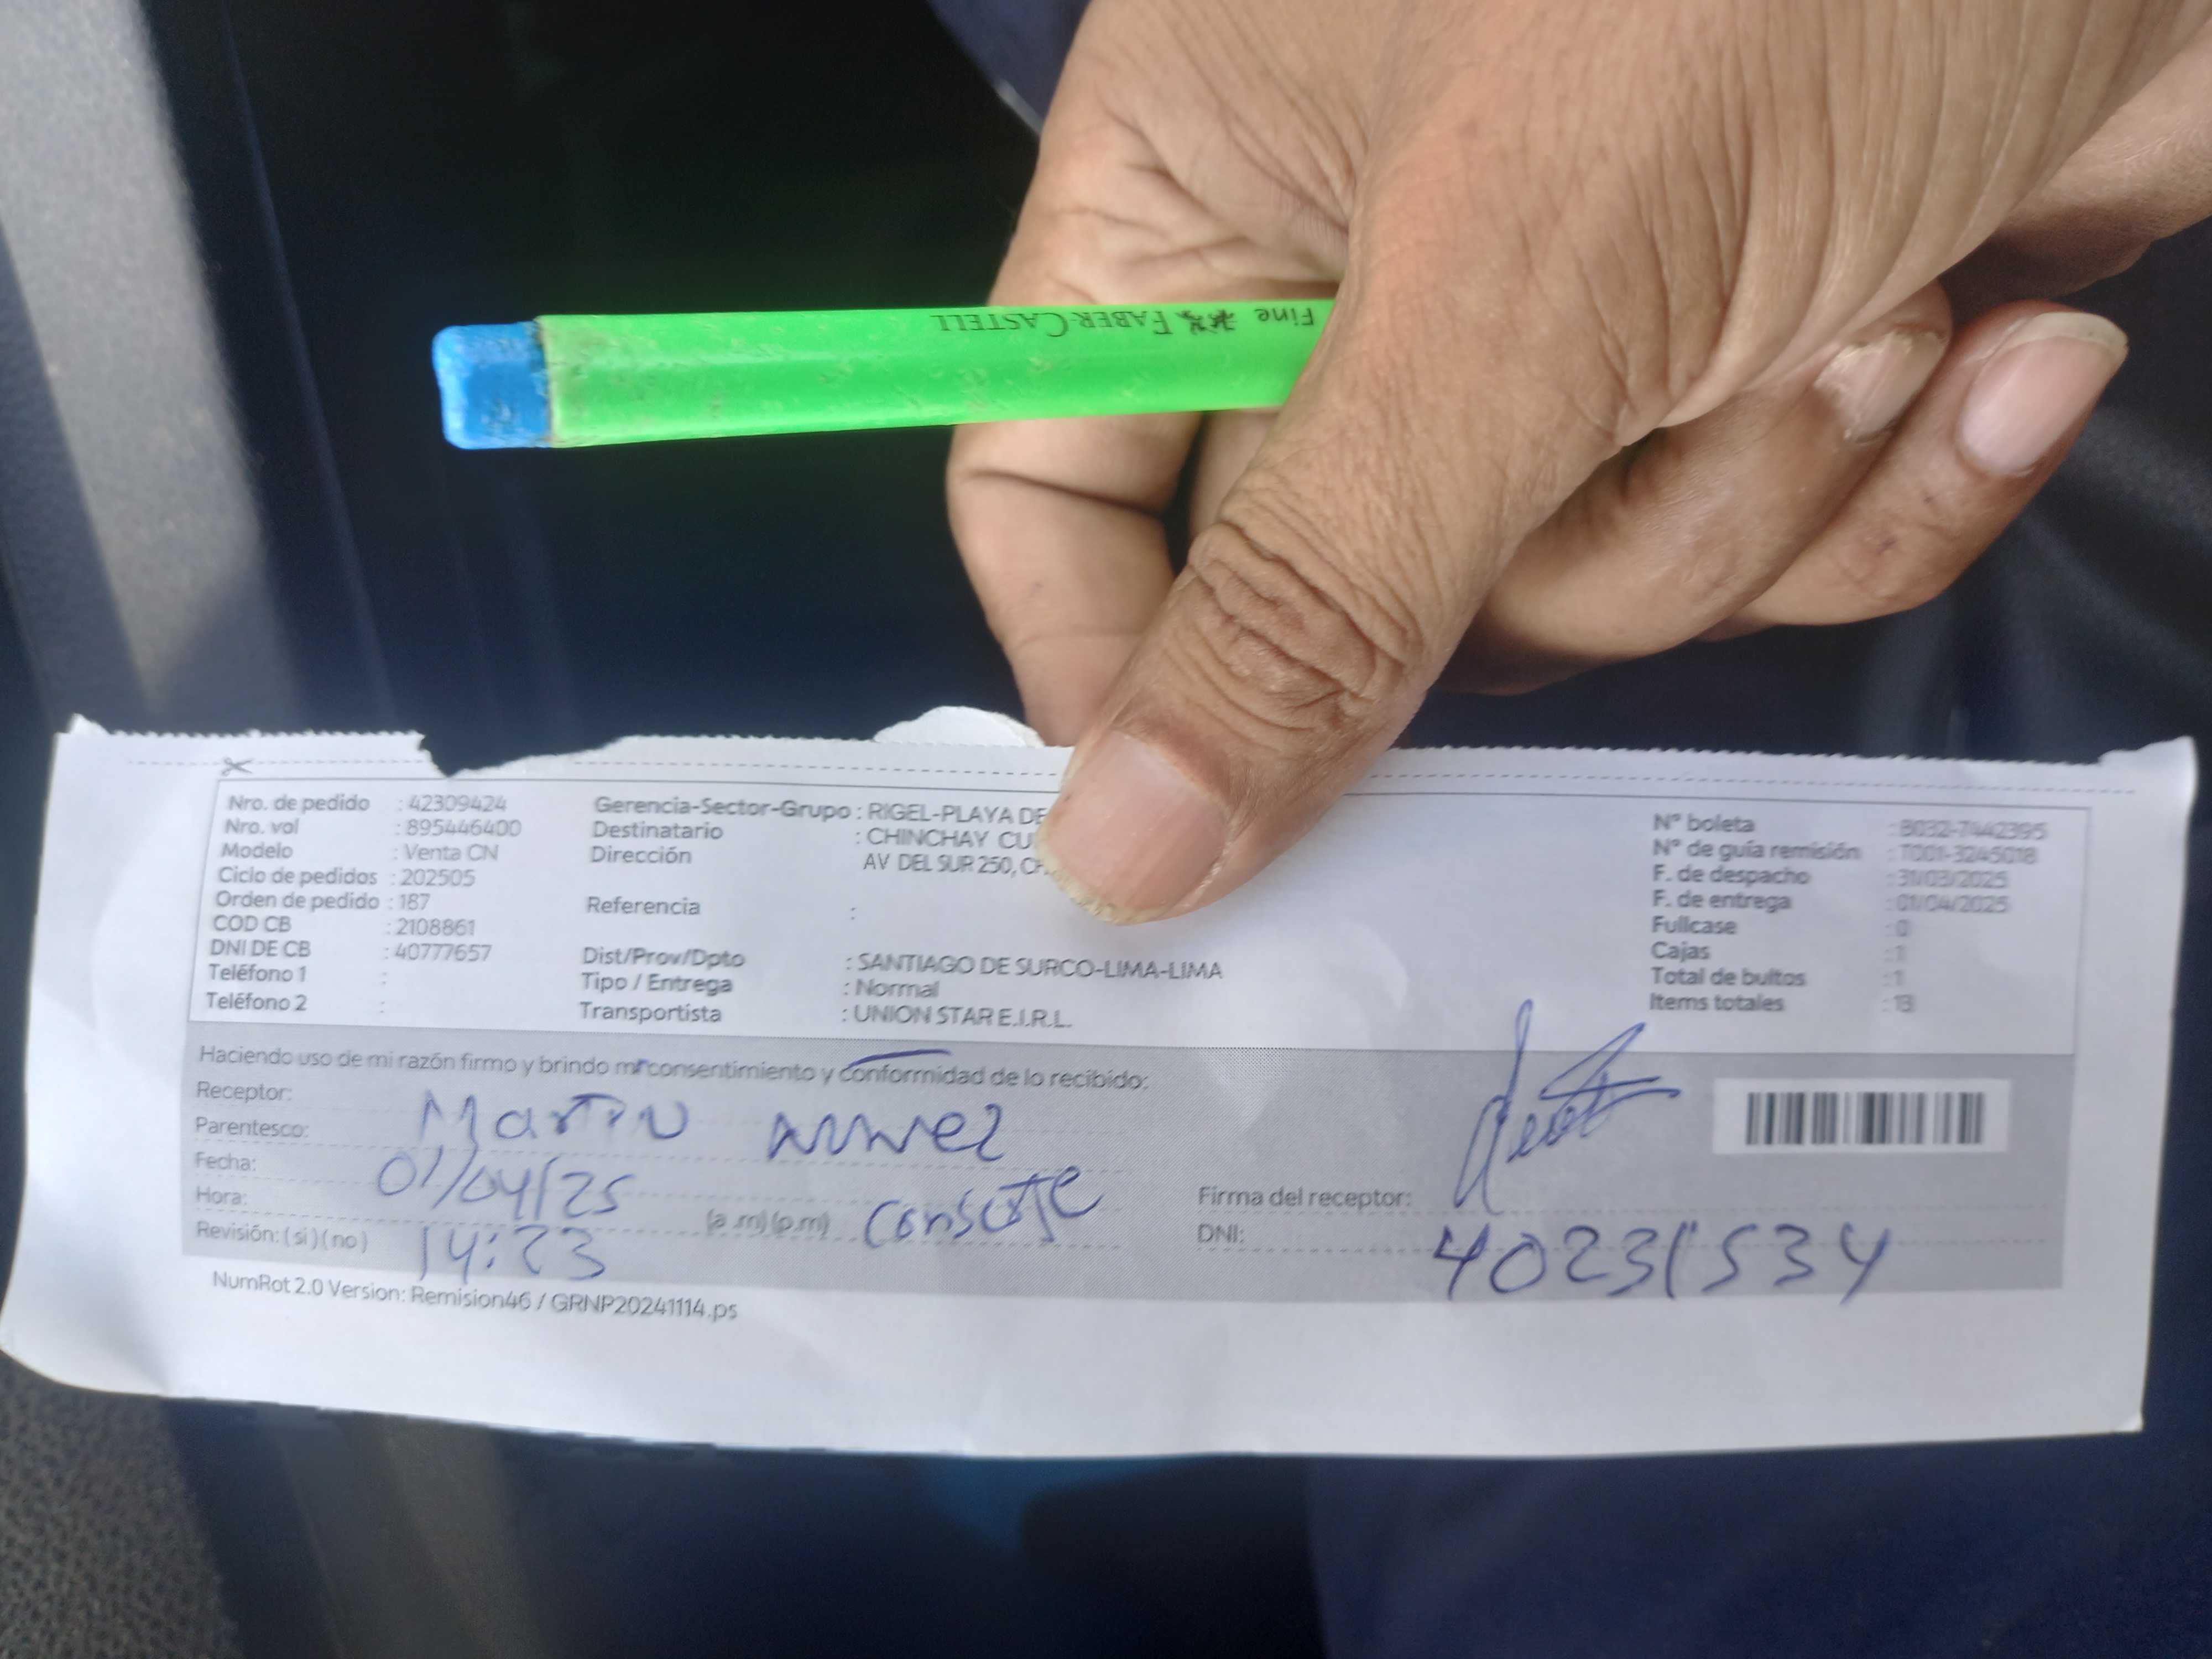 Fine FABER-CASTELL
Nro. de pedido : 42309424
Nro. vol : 895446400
Modelo : Venta CN
Ciclo de pedidos : 202505
Orden de pedido : 187
COD CB : 2108861
DNI DE CB : 40777657
Teléfono 1 :
Teléfono 2 :
Gerencia-Sector-Grupo : RIGEL-PLAYA DE
Destinatario : CHINCHAY
Dirección AV DEL SUR 250,
Referencia :
Dist/Prov/Dpto : SANTIAGO DE SURCO-LIMA-LIMA
Tipo / Entrega : Normal
Transportista : UNION STAR E.I.R.L.
N° boleta : B032-7442395
N° de guía remisión : T001-3245018
F. de despacho : 31/03/2025
F. de entrega : 01/04/2025
Fullcase : 0
Cajas : 1
Total de bultos : 1
Items totales : 13
Haciendo uso de mi razón firmo y brindo mi consentimiento y conformidad de lo recibido:
Receptor:
Parentesco: Martin
Fecha: 01/04/25
Hora: (a.m)(p.m)
Revisión: (si)(no) 14:23
Firma del receptor:
DNI: 40231534
NumRot 2.0 Version: Remision46 / GRNP20241114.ps